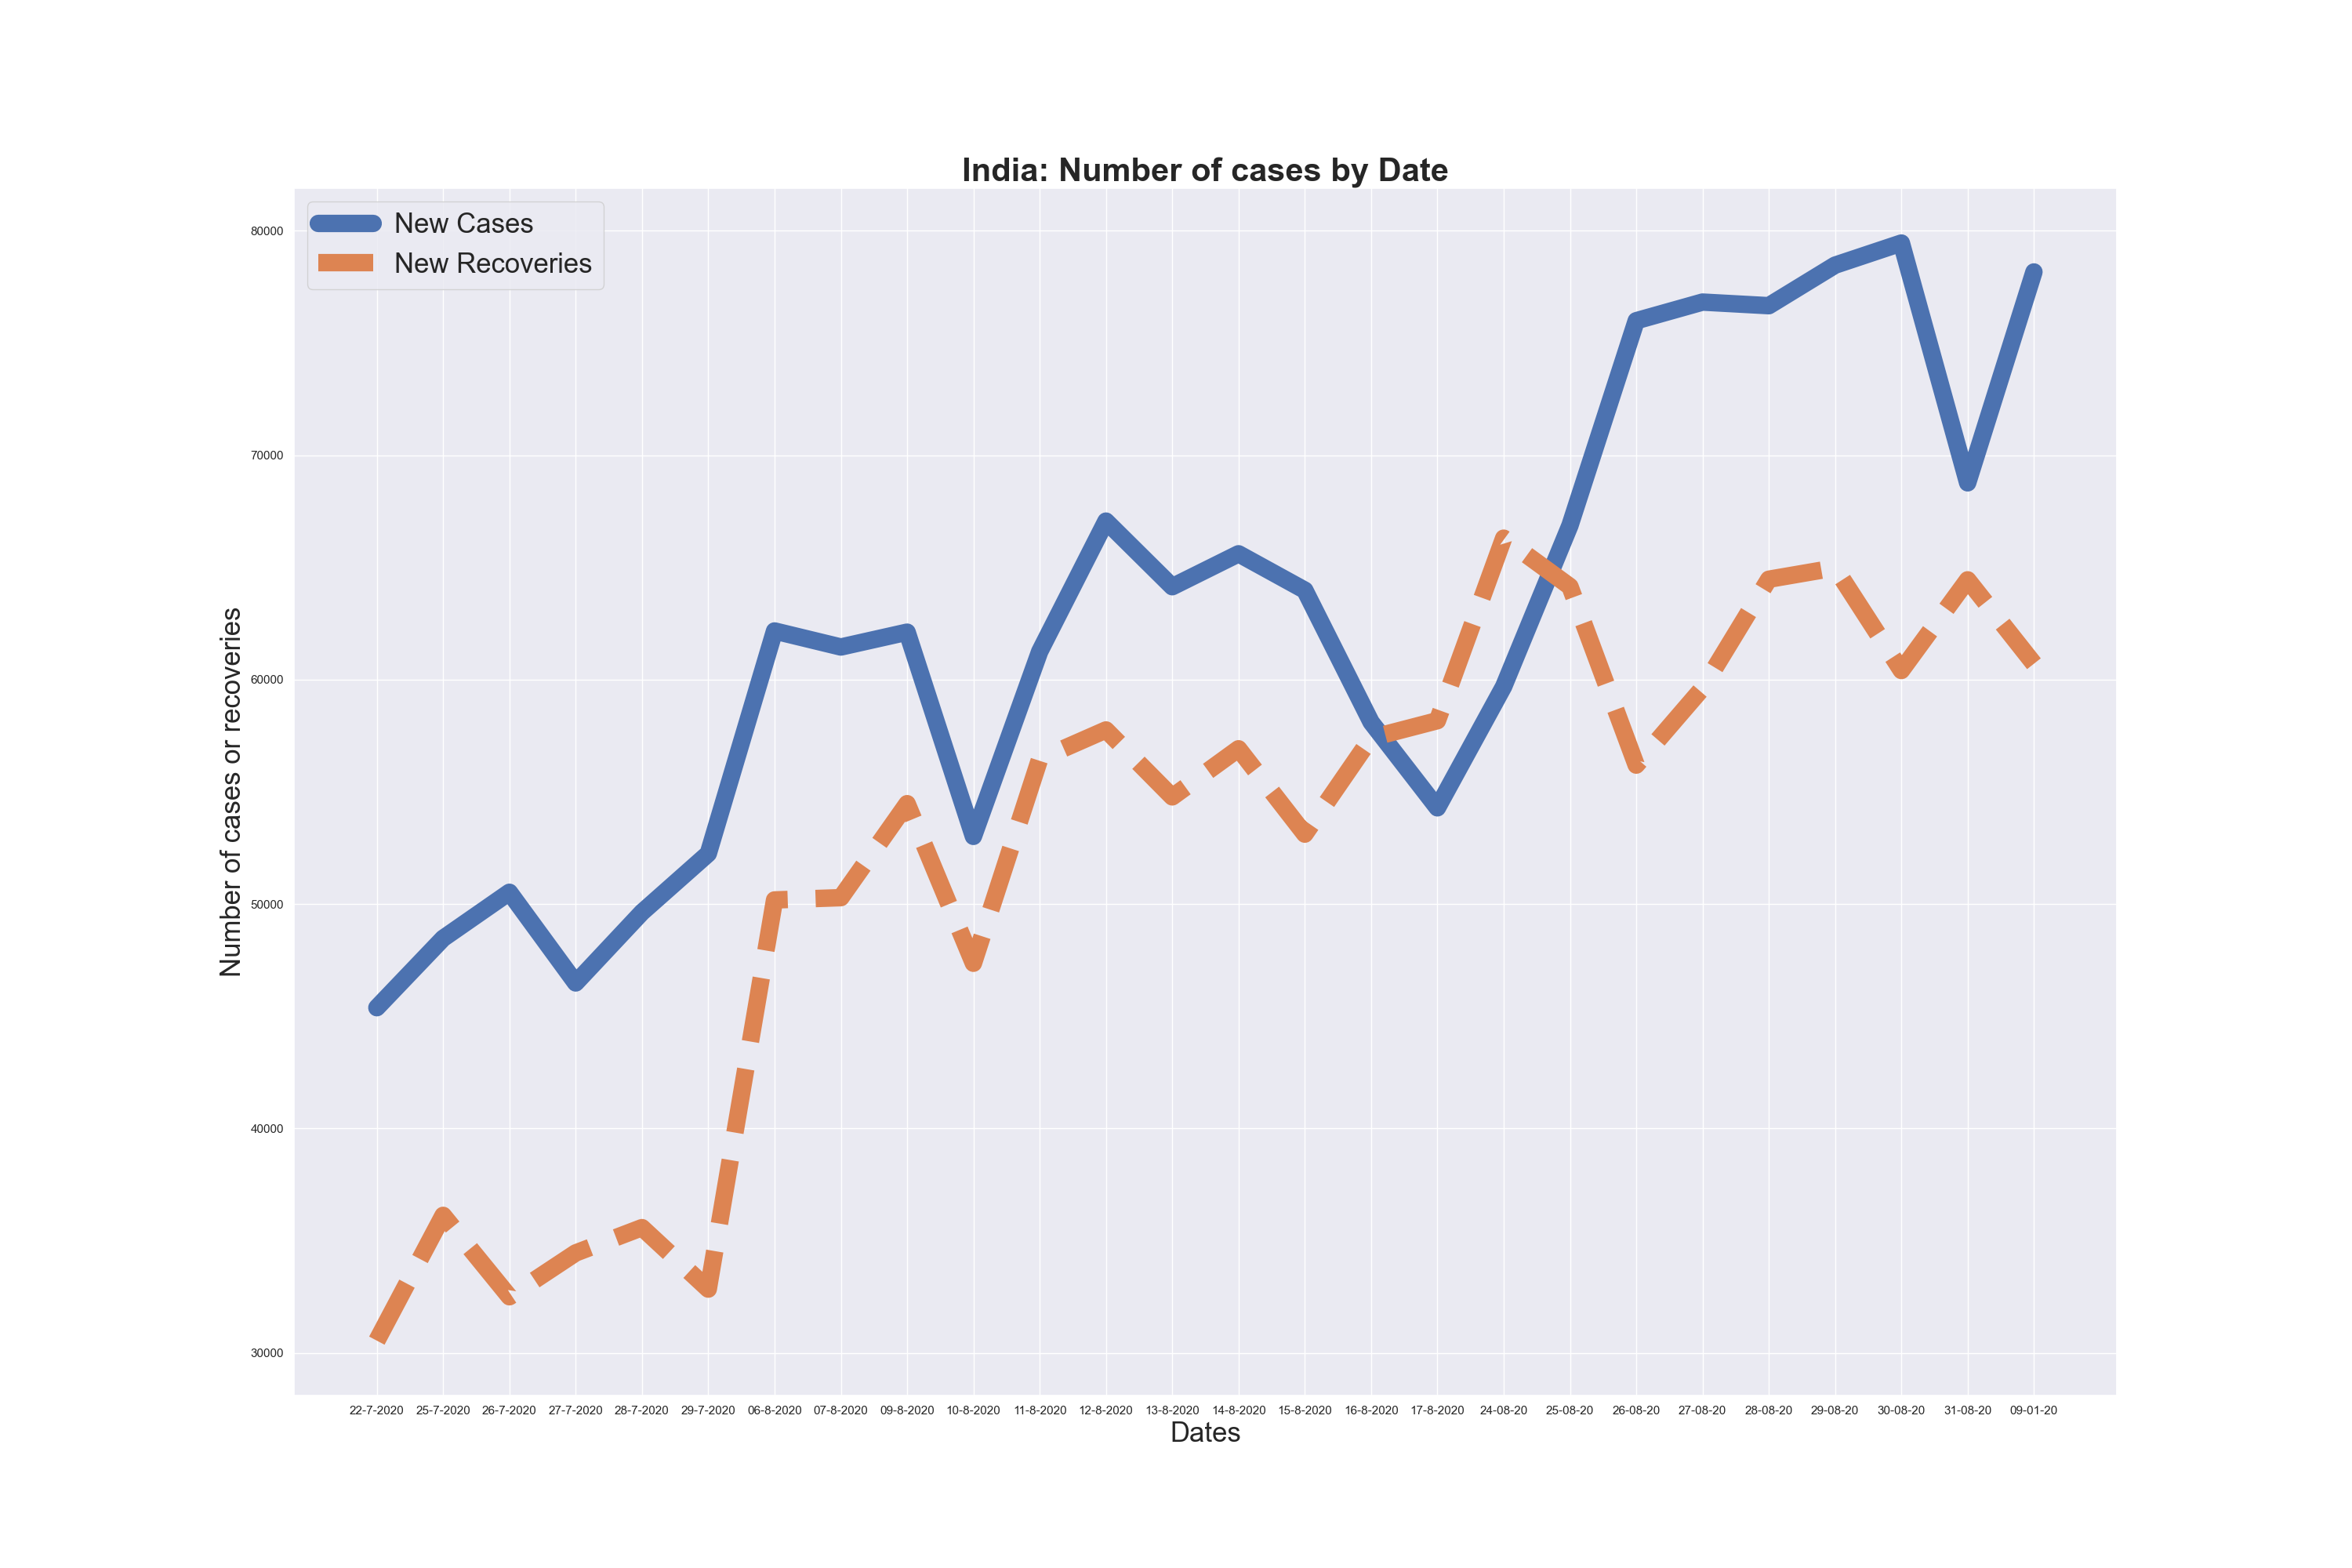 India: Number of cases by Date
New Cases
New Recoveries
80000
70000
60000
50000
40000
30000
Number of cases or recoveries
22-7-2020 25-7-2020 26-7-2020 27-7-2020 28-7-2020 29-7-2020 06-8-2020 07-8-2020 09-8-2020 10-8-2020 11-8-2020 12-8-2020 13-8-2020 14-8-2020 15-8-2020 16-8-2020 17-8-2020 24-08-20 25-08-20 26-08-20 27-08-20 28-08-20 29-08-20 30-08-20 31-08-20 09-01-20
Dates